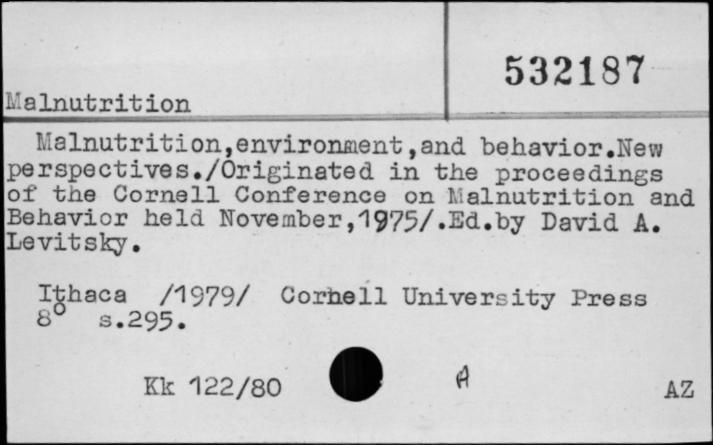 532187
Malnutrition
Malnutrition,environment,and behavior.New
perspectives./Originated in the proceedings
of the Cornell Conference on Malnutrition and
Behavior held November,1975/.Ed.by David A.
Levitsky.
Ithaca /1979/ Cornell University Press
8° s.295.
Kk 122/80 A AZ